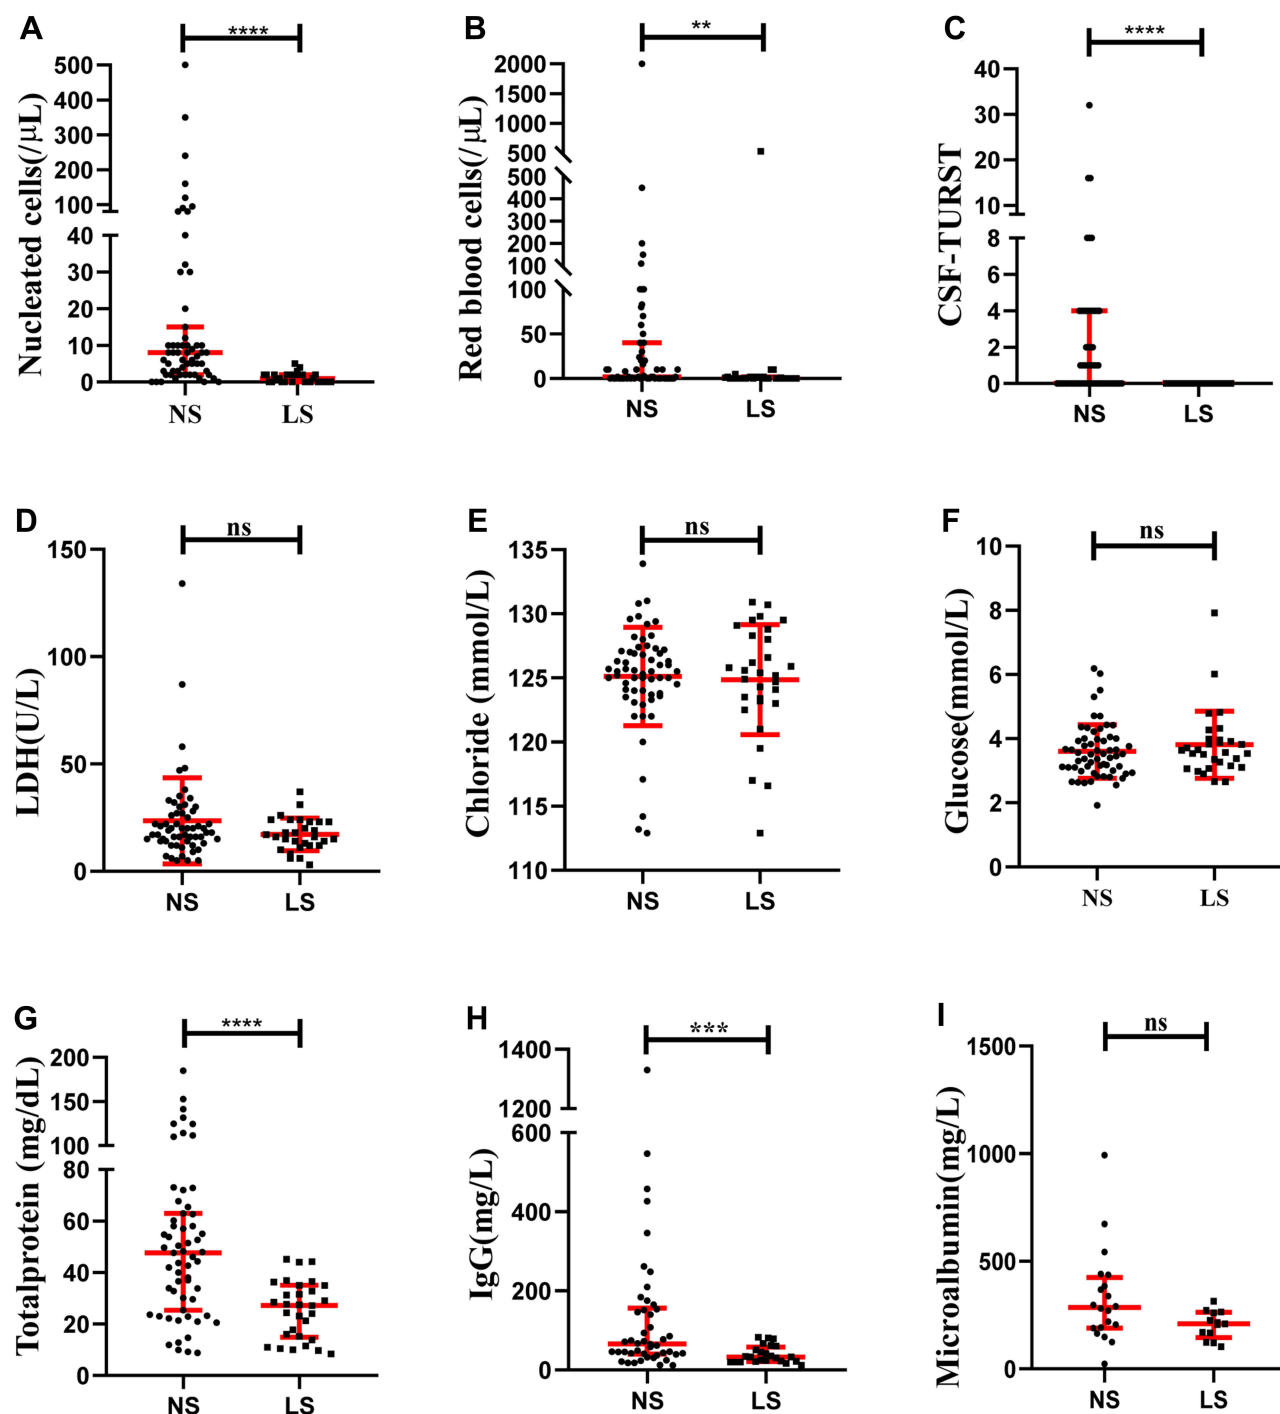 A
****
Nucleated cells(/μL)
500
400
300
200
100
40
30
20
10
0
NS
LS
B
**
Red blood cells(/μL)
2000
1500
1000
500
500
400
300
200
100
100
50
0
NS
LS
C
****
CSF-TURST
40
30
20
10
8
6
4
2
0
NS
LS
D
ns
LDH(U/L)
150
100
50
0
NS
LS
E
ns
Chloride (mmol/L)
135
130
125
120
115
110
NS
LS
F
ns
Glucose(mmol/L)
10
8
6
4
2
0
NS
LS
G
****
Totalprotein (mg/dL)
200
150
100
80
60
40
20
0
NS
LS
H
***
IgG(mg/L)
1400
1200
600
400
200
0
NS
LS
I
ns
Microalbumin(mg/L)
1500
1000
500
0
NS
LS